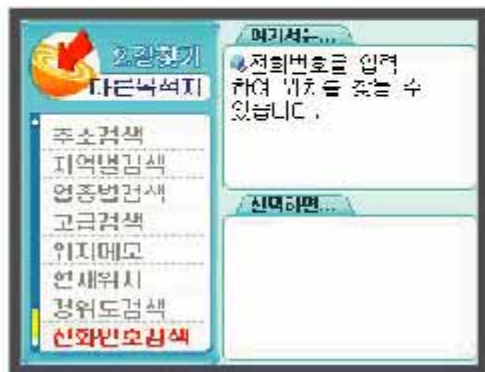 2.길찾기
다른목적지
주소검색
지역별검색
업종별검색
고급검색
위치메모
현재위치
경위도검색
전화번호검색
여기서는...
전화번호를 입력
하여 위치를 찾을 수
있습니다.
선택하면...